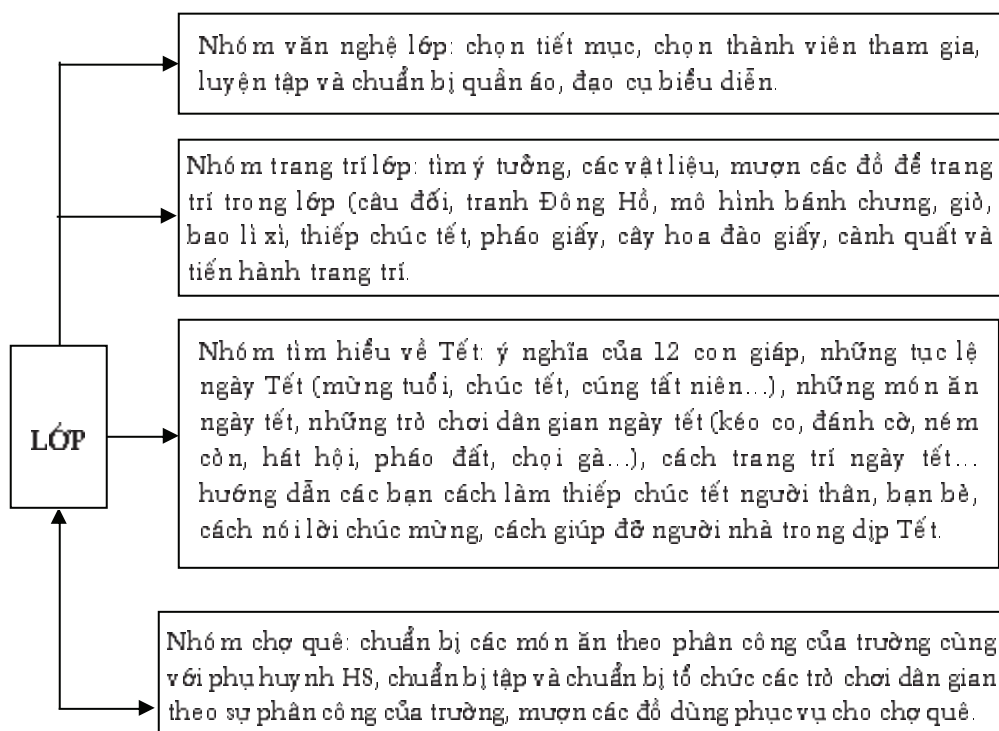 Nhóm văn nghệ lớp: chọn tiết mục, chọn thành viên tham gia,
luyện tập và chuẩn bị quần áo, đạo cụ biểu diễn.
Nhóm trang trí lớp: tìm ý tưởng, các vật liệu, mượn các đồ để trang
trí trong lớp (câu đối, tranh Đông Hồ, mô hình bánh chưng, giò,
bao lì xì, thiếp chúc tết, pháo giấy, cây hoa đào giấy, cành quất và
tiến hành trang trí.
LỚP
Nhóm tìm hiểu về Tết: ý nghĩa của 12 con giáp, những tục lệ
ngày Tết (mừng tuổi, chúc tết, cúng tất niên...), những món ăn
ngày tết, những trò chơi dân gian ngày tết (kéo co, đánh cờ, ném
còn, hát hội, pháo đất, chọi gà...), cách trang trí ngày tết...
hướng dẫn các bạn cách làm thiếp chúc tết người thân, bạn bè,
cách nói lời chúc mừng, cách giúp đỡ người nhà trong dịp Tết.
Nhóm chợ quê: chuẩn bị các món ăn theo phân công của trường cùng
với phụ huynh HS, chuẩn bị tập và chuẩn bị tổ chức các trò chơi dân gian
theo sự phân công của trường, mượn các đồ dùng phục vụ cho chợ quê.